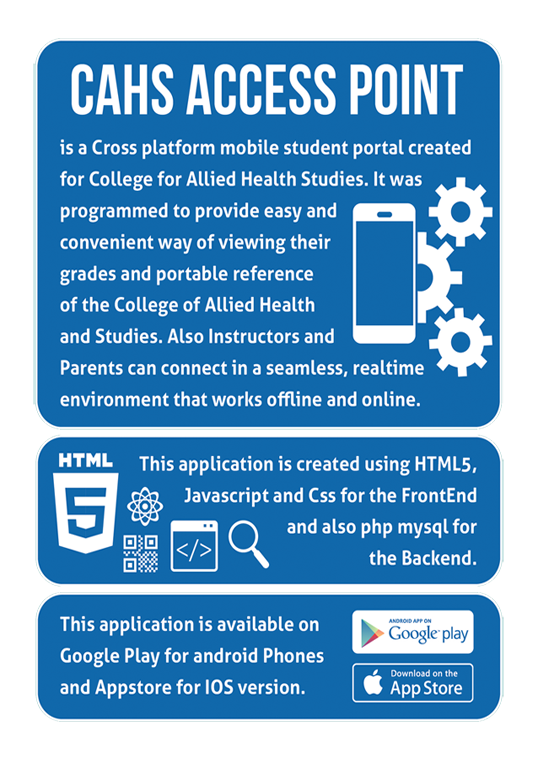 CAHS ACCESS POINT
is a Cross platform mobile student portal created
for College for Allied Health Studies. It was
programmed to provide easy and
convenient way of viewing their
grades and portable reference
of the College of Allied Health
and Studies. Also Instructors and
Parents can connect in a seamless, realtime
environment that works offline and online.
HTML
5
This application is created using HTML5,
Javascript and Css for the FrontEnd
and also php mysql for
the Backend.
</>
This application is available on
Google Play for android Phones
and Appstore for IOS version.
ANDROID APP ON
Google play
Download on the
App Store